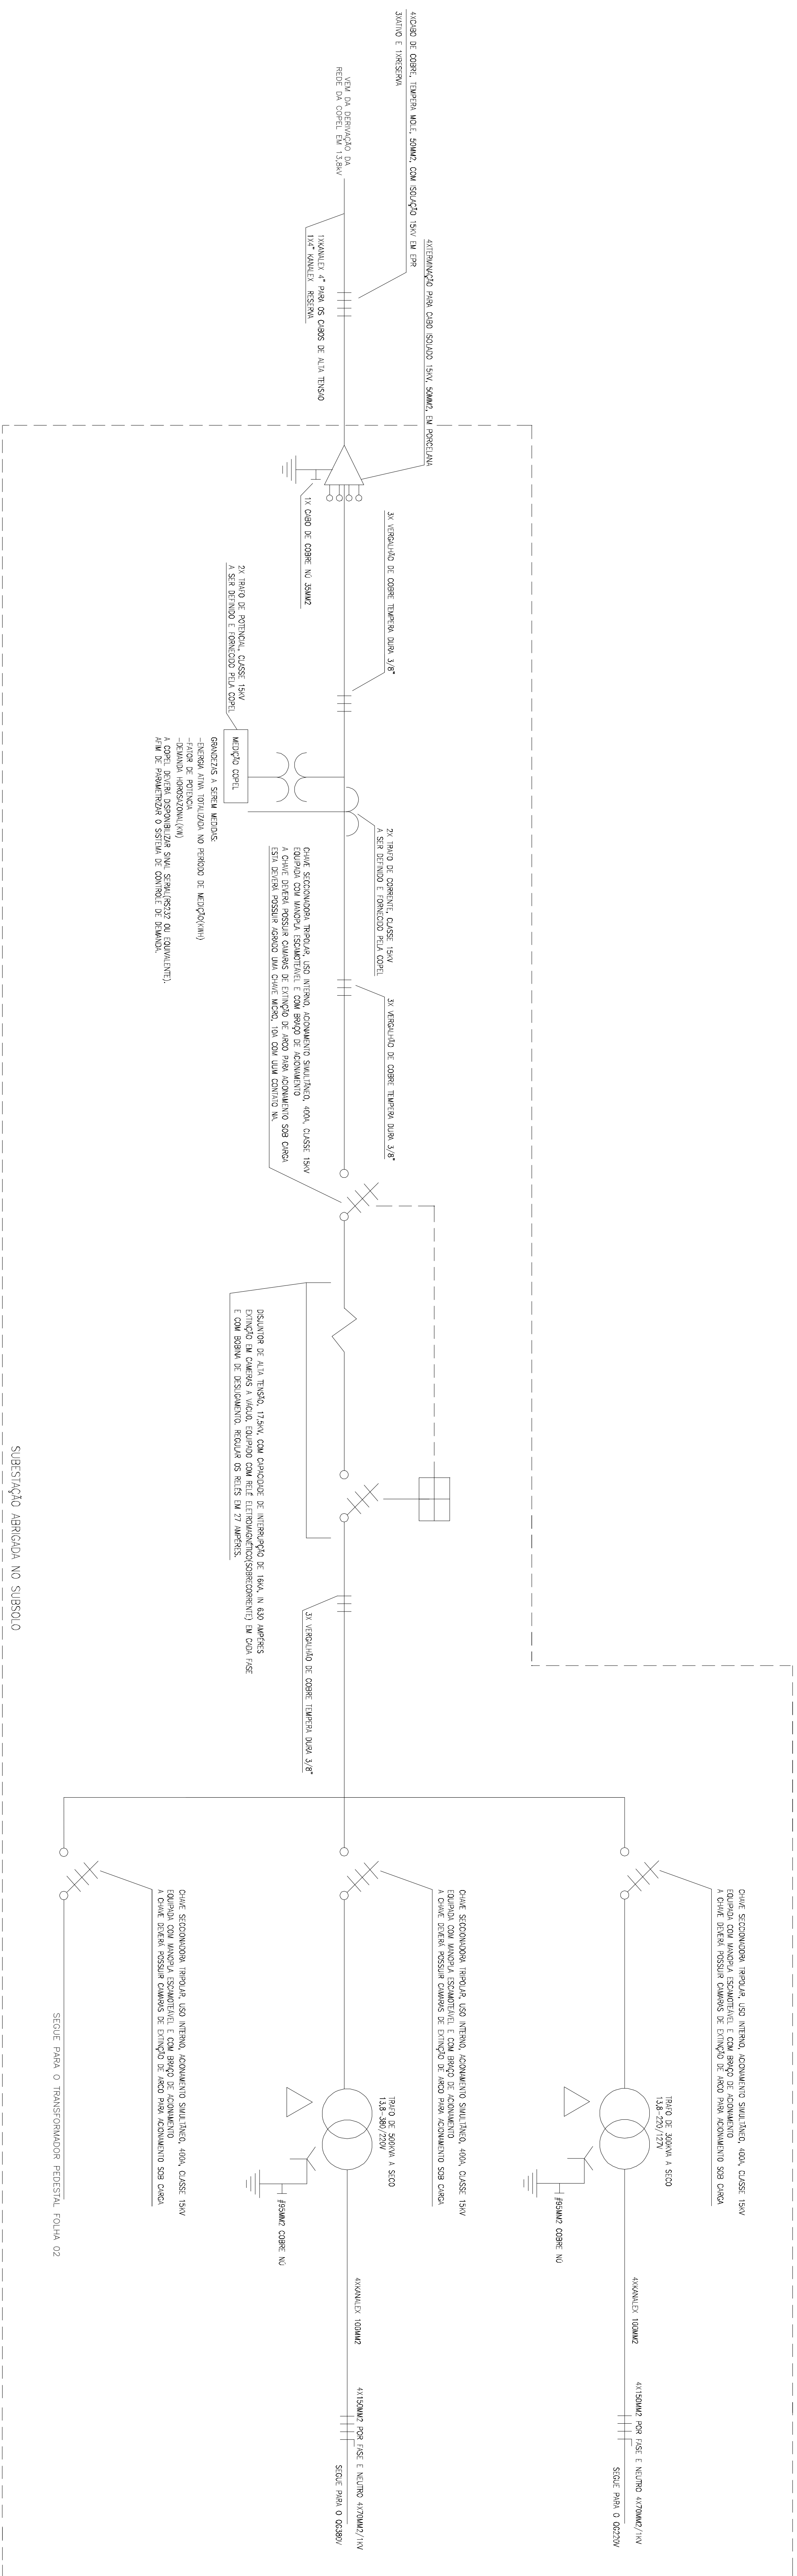 4XCABO DE COBRE, TEMPERA MOLE, 50MM2, COM ISOLAÇÃO 15KV EM EPR
3XATIVO E 1XRESERVA
VEM DA DERIVAÇÃO DA
REDE DA COPEL EM 13,8kV
1XKANALEX 4" PARA OS CABOS DE ALTA TENSAO
1X4" KANALEX RESERVA
4XTERMINAÇÃO PARA CABO ISOLADO 15KV, 50MM2, EM PORCELANA
1X CABO DE COBRE NÚ 35MM2
3X VERGALHÃO DE COBRE TEMPERA DURA 3/8"
2X TRAFO DE POTENCIAL, CLASSE 15KV
A SER DEFINIDO E FORNECIDO PELA COPEL
MEDIÇÃO COPEL
GRANDEZAS A SEREM MEDIDAS:
-ENERGIA ATIVA TOTALIZADA NO PERÍODO DE MEDIÇÃO(KWH)
-FATOR DE POTENCIA
-DEMANDA HOROSAZONAL(KW)
A COPEL DEVERA DISPONIBILIZAR SINAL SERIAL(RS232 OU EQUIVALENTE).
AFIM DE PARAMETRIZAR O SISTEMA DE CONTROLE DE DEMANDA.
2X TRAFO DE CORRENTE, CLASSE 15KV
A SER DEFINIDO E FORNECIDO PELA COPEL
3X VERGALHÃO DE COBRE TEMPERA DURA 3/8"
CHAVE SECCIONADORA TRIPOLAR, USO INTERNO, ACIONAMENTO SIMULTÂNEO, 400A, CLASSE 15KV
EQUIPADA COM MANOPLA ESCAMOTEÁVEL E COM BRAÇO DE ACIONAMENTO
A CHAVE DEVERÁ POSSUIR CAMARAS DE EXTINÇÃO DE ARCO PARA ACIONAMENTO SOB CARGA
ESTA DEVERÁ POSSUIR AGRADO UMA CHAVE MICRO, 10A COM UUM CONTATO NA.
DISJUNTOR DE ALTA TENSÃO, 17,5KV, COM CAPACIDADE DE INTERRUPÇÃO DE 16KA, IN 630 AMPÉRES
EXTINÇÃO EM CAMERAS A VÁCUO, EQUIPADO COM RELÉ ELETROMAGNÉTICO(SOBRECORRENTE) EM CADA FASE
E COM BOBINA DE DESLIGAMENTO. REGULAR OS RELÉS EM 27 AMPÉRES.
3X VERGALHÃO DE COBRE TEMPERA DURA 3/8"
SUBESTAÇÃO ABRIGADA NO SUBSOLO
CHAVE SECCIONADORA TRIPOLAR, USO INTERNO, ACIONAMENTO SIMULTÂNEO, 400A, CLASSE 15KV
EQUIPADA COM MANOPLA ESCAMOTEÁVEL E COM BRAÇO DE ACIONAMENTO
A CHAVE DEVERÁ POSSUIR CAMARAS DE EXTINÇÃO DE ARCO PARA ACIONAMENTO SOB CARGA
TRAFO DE 300KVA A SECO
13,8-220/127V
#95MM2 COBRE NÚ
4XKANALEX 100MM2
4X150MM2 POR FASE E NEUTRO 4X70MM2/1KV
SEGUE PARA O QG220V
CHAVE SECCIONADORA TRIPOLAR, USO INTERNO, ACIONAMENTO SIMULTÂNEO, 400A, CLASSE 15KV
EQUIPADA COM MANOPLA ESCAMOTEÁVEL E COM BRAÇO DE ACIONAMENTO
A CHAVE DEVERÁ POSSUIR CAMARAS DE EXTINÇÃO DE ARCO PARA ACIONAMENTO SOB CARGA
TRAFO DE 500KVA A SECO
13,8-380/220V
#95MM2 COBRE NÚ
4XKANALEX 100MM2
4X150MM2 POR FASE E NEUTRO 4X70MM2/1KV
SEGUE PARA O QG380V
CHAVE SECCIONADORA TRIPOLAR, USO INTERNO, ACIONAMENTO SIMULTÂNEO, 400A, CLASSE 15KV
EQUIPADA COM MANOPLA ESCAMOTEÁVEL E COM BRAÇO DE ACIONAMENTO
A CHAVE DEVERÁ POSSUIR CAMARAS DE EXTINÇÃO DE ARCO PARA ACIONAMENTO SOB CARGA
SEGUE PARA O TRANSFORMADOR PEDESTAL FOLHA 02